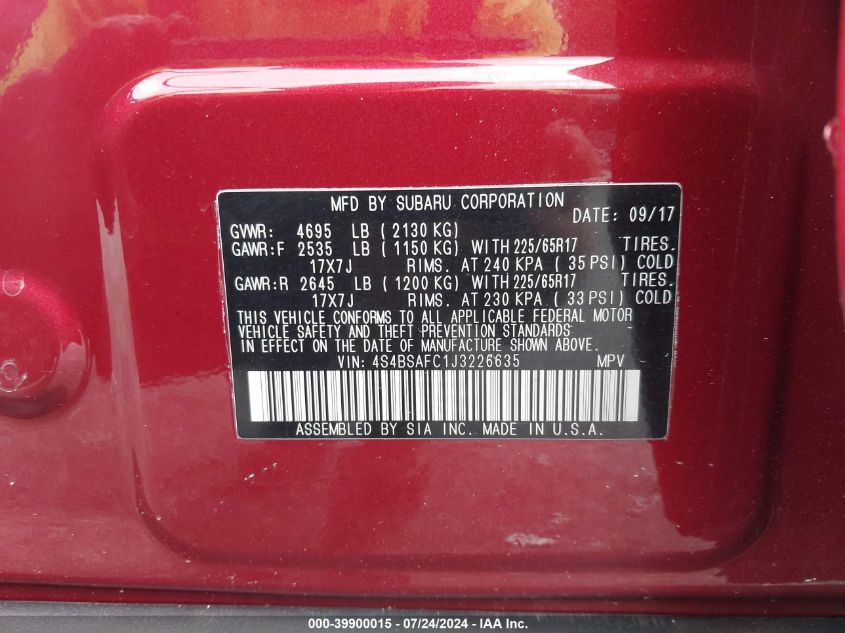 MFD BY SUBARU CORPORATION
DATE: 09/17
GVWR: 4695 LB (2130 KG)
GAWR:F 2535 LB (1150 KG) WITH 225/65R17 TIRES.
17X7J RIMS. AT 240 KPA (35 PSI) COLD
GAWR:R 2645 LB (1200 KG) WITH 225/65R17 TIRES.
17X7J RIMS. AT 230 KPA (33 PSI) COLD
THIS VEHICLE CONFORMS TO ALL APPLICABLE FEDERAL MOTOR
VEHICLE SAFETY AND THEFT PREVENTION STANDARDS
IN EFFECT ON THE DATE OF MANUFACTURE SHOWN ABOVE.
VIN: 4S4BSAFC1J3226635 MPV
ASSEMBLED BY SIA INC. MADE IN U.S.A.
000-39900015 - 07/24/2024 - IAA Inc.